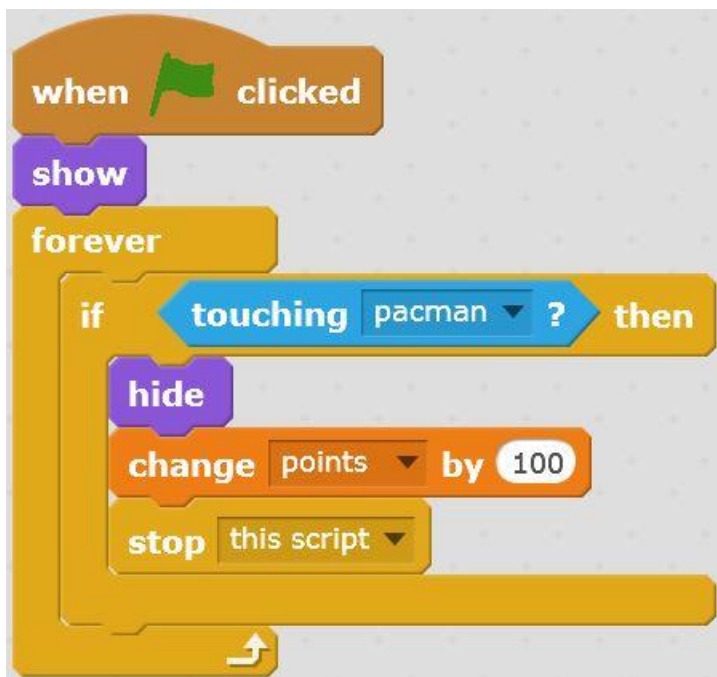 when clicked
show
forever
if touching pacman ? then
hide
change points by 100
stop this script